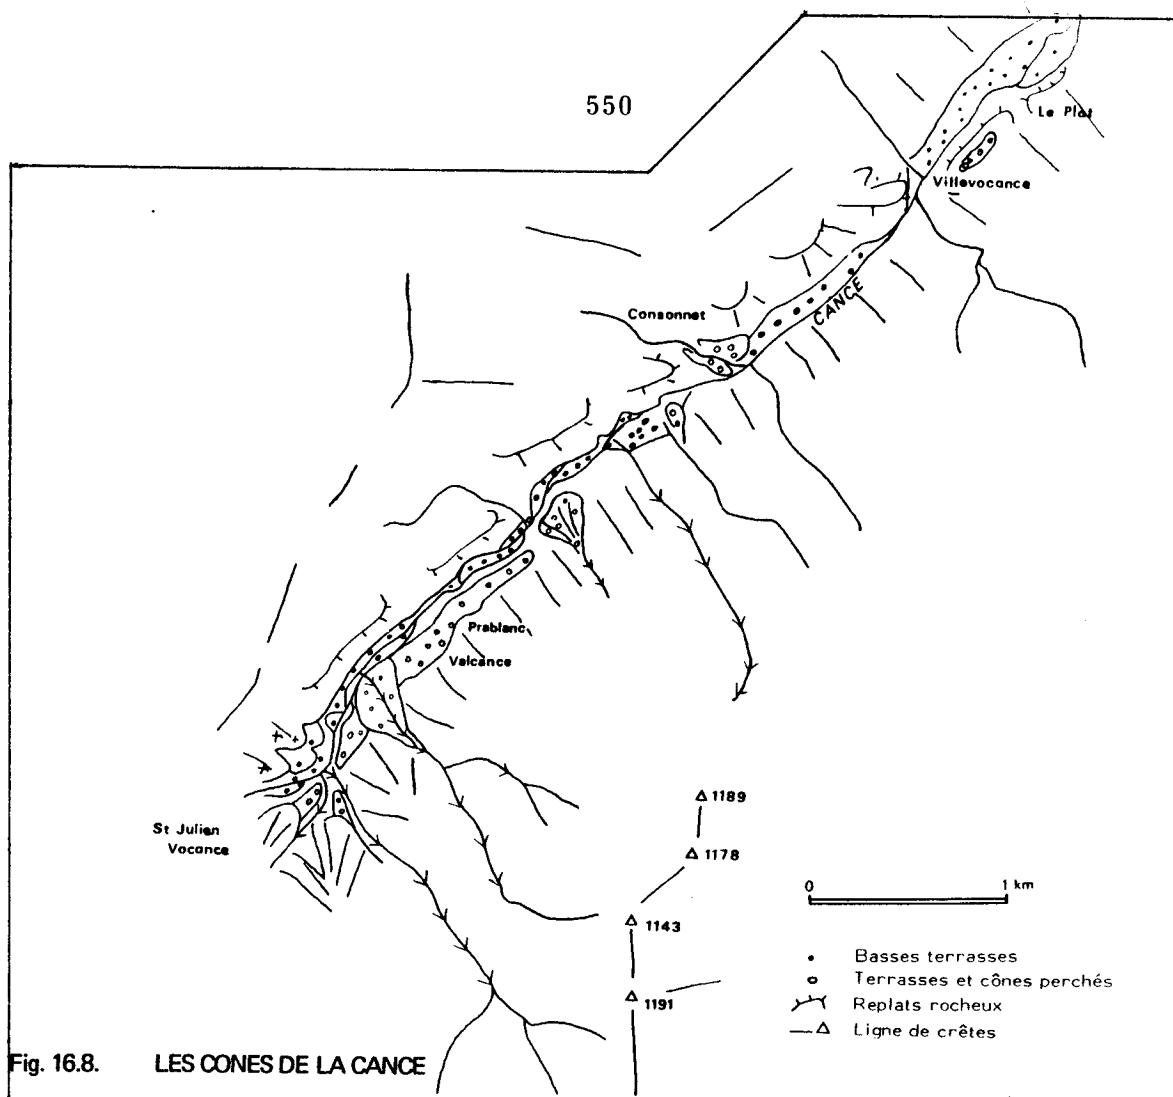 550
Le Plat
?
Villevocance
CANCE
Consonnet
Prablanc
Valcance
St Julien
Vocance
1189
1178
1143
1191
0 1 km
Basses terrasses
Terrasses et cônes perchés
Replats rocheux
Ligne de crêtes
Fig. 16.8. LES CONES DE LA CANCE